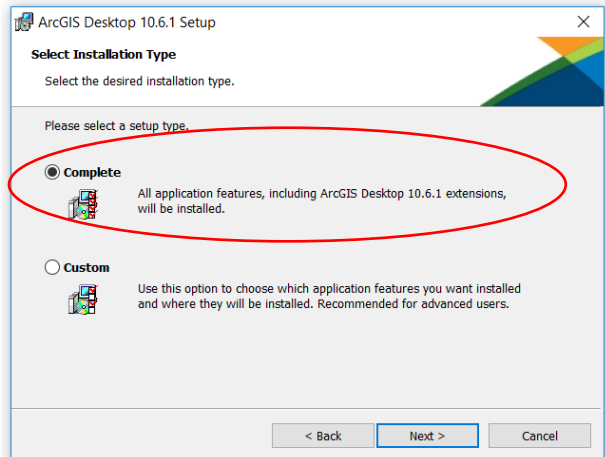 ArcGIS Desktop 10.6.1 Setup
Select Installation Type
Select the desired installation type.
Please select a setup type.
Complete
All application features, including ArcGIS Desktop 10.6.1 extensions,
will be installed.
Custom
Use this option to choose which application features you want installed
and where they will be installed. Recommended for advanced users.
< Back Next > Cancel